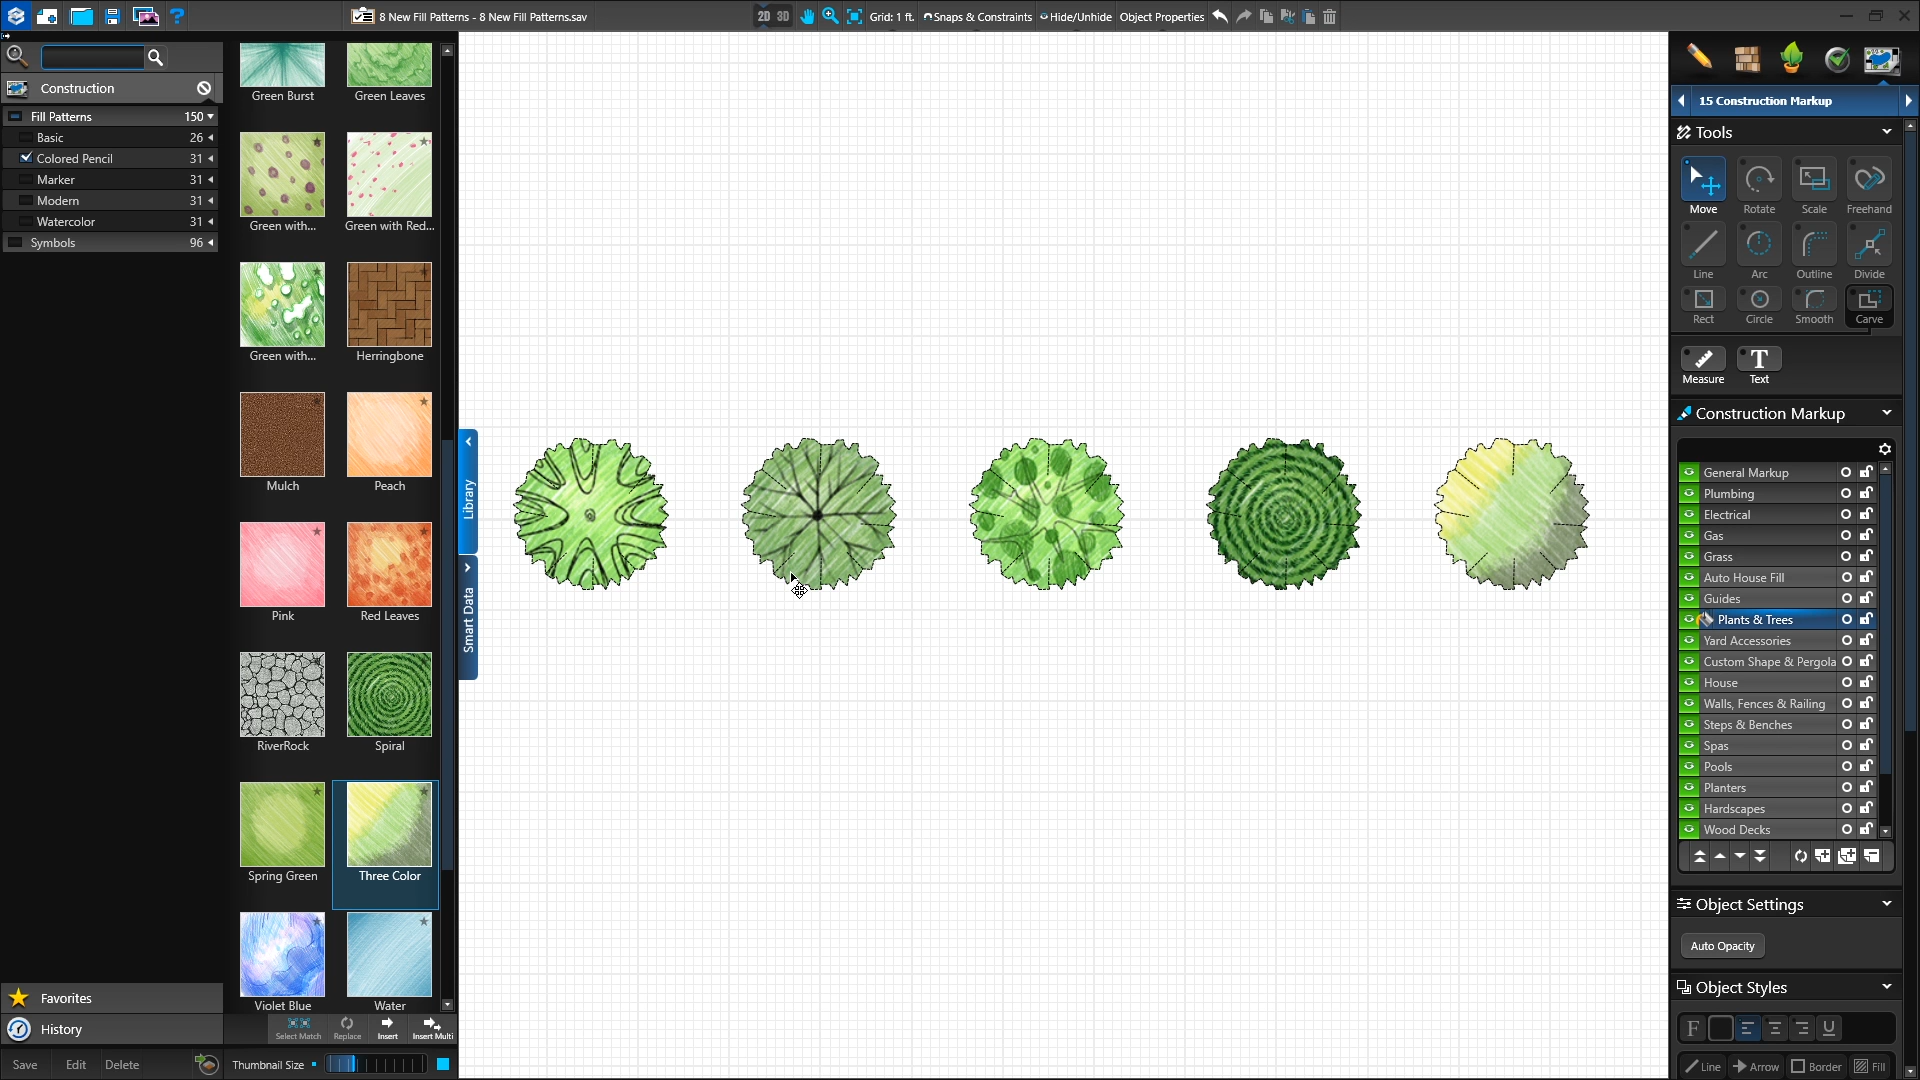 8 New Fill Patterns - 8 New Fill Patterns.sav
2D 3D
Grid: 1 ft.
Snaps & Constraints
Hide/Unhide
Object Properties
Construction
Fill Patterns 150
Basic 26
Colored Pencil 31
Marker 31
Modern 31
Watercolor 31
Symbols 96
Favorites
History
Save Edit Delete
Green Burst Green Leaves
Green with... Green with Red...
Green with... Herringbone
Mulch Peach
Pink Red Leaves
RiverRock Spiral
Spring Green Three Color
Violet Blue Water
Select Match Replace Insert Insert Multi
Thumbnail Size
Library
Smart Data
15 Construction Markup
Tools
Move Rotate Scale Freehand
Line Arc Outline Divide
Rect Circle Smooth Carve
T
Measure Text
Construction Markup
General Markup
Plumbing
Electrical
Gas
Grass
Auto House Fill
Guides
Plants & Trees
Yard Accessories
Custom Shape & Pergola
House
Walls, Fences & Railing
Steps & Benches
Spas
Pools
Planters
Hardscapes
Wood Decks
Object Settings
Auto Opacity
Object Styles
F U
Line Arrow Border Fill